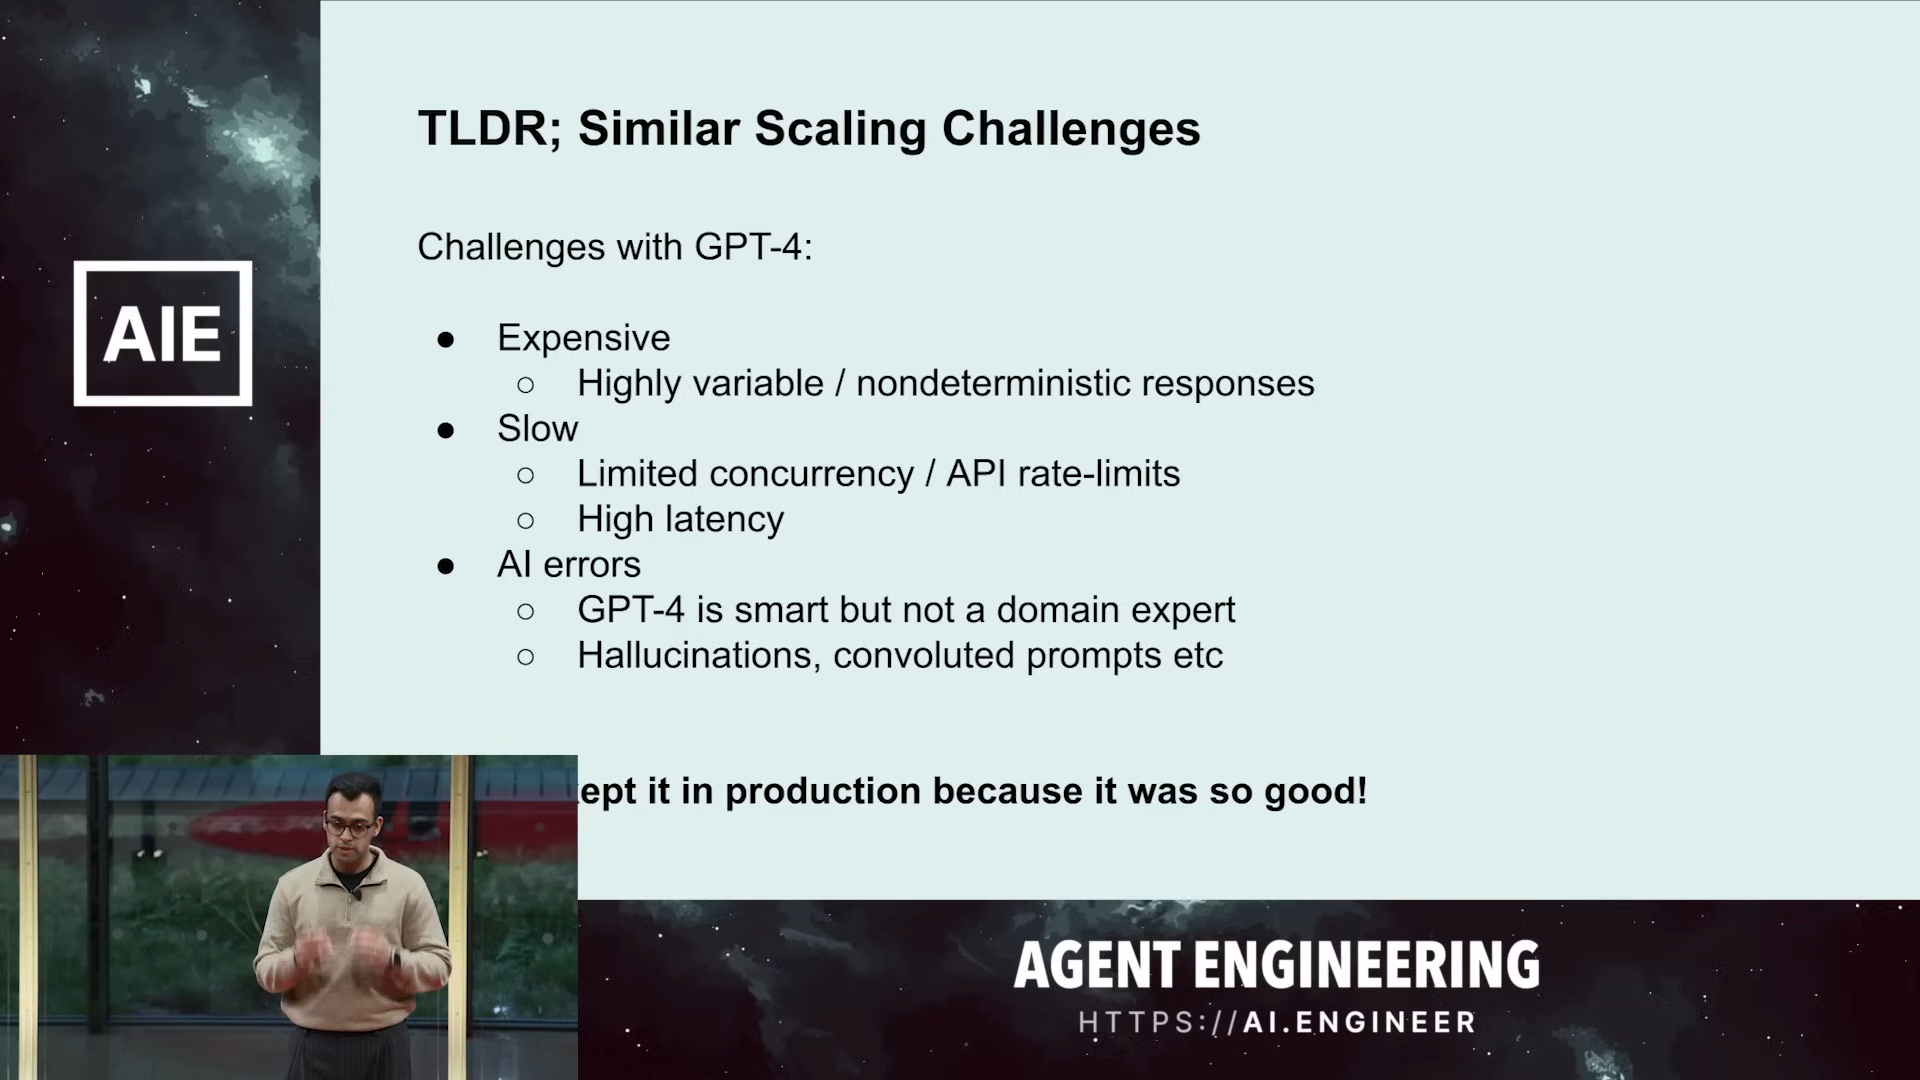 AIE
TLDR; Similar Scaling Challenges
Challenges with GPT-4:
● Expensive
○ Highly variable / nondeterministic responses
● Slow
○ Limited concurrency / API rate-limits
○ High latency
● AI errors
○ GPT-4 is smart but not a domain expert
○ Hallucinations, convoluted prompts etc
it in production because it was so good!
AGENT ENGINEERING
HTTPS://AI.ENGINEER